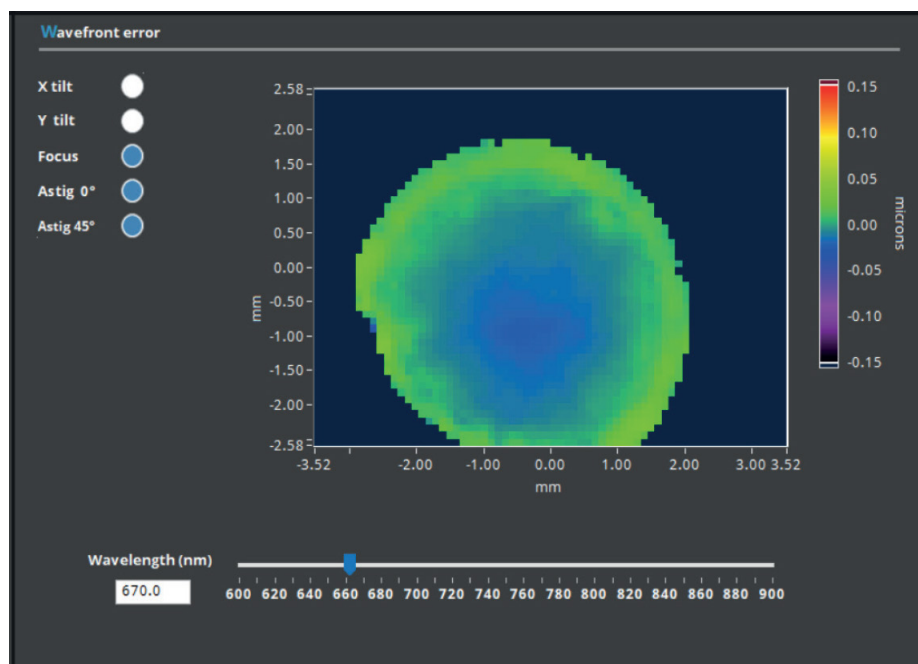 Wavefront error
X tilt
Y tilt
Focus
Astig 0°
Astig 45°
2.58
2.00
1.50
1.00
0.50
0.00
-0.50
-1.00
-1.50
-2.00
-2.58
mm
-3.52 -2.00 -1.00 0.00 1.00 2.00 3.00 3.52
mm
0.15
0.10
0.05
0.00
-0.05
-0.10
-0.15
microns
Wavelength (nm)
670.0
600 620 640 660 680 700 720 740 760 780 800 820 840 860 880 900